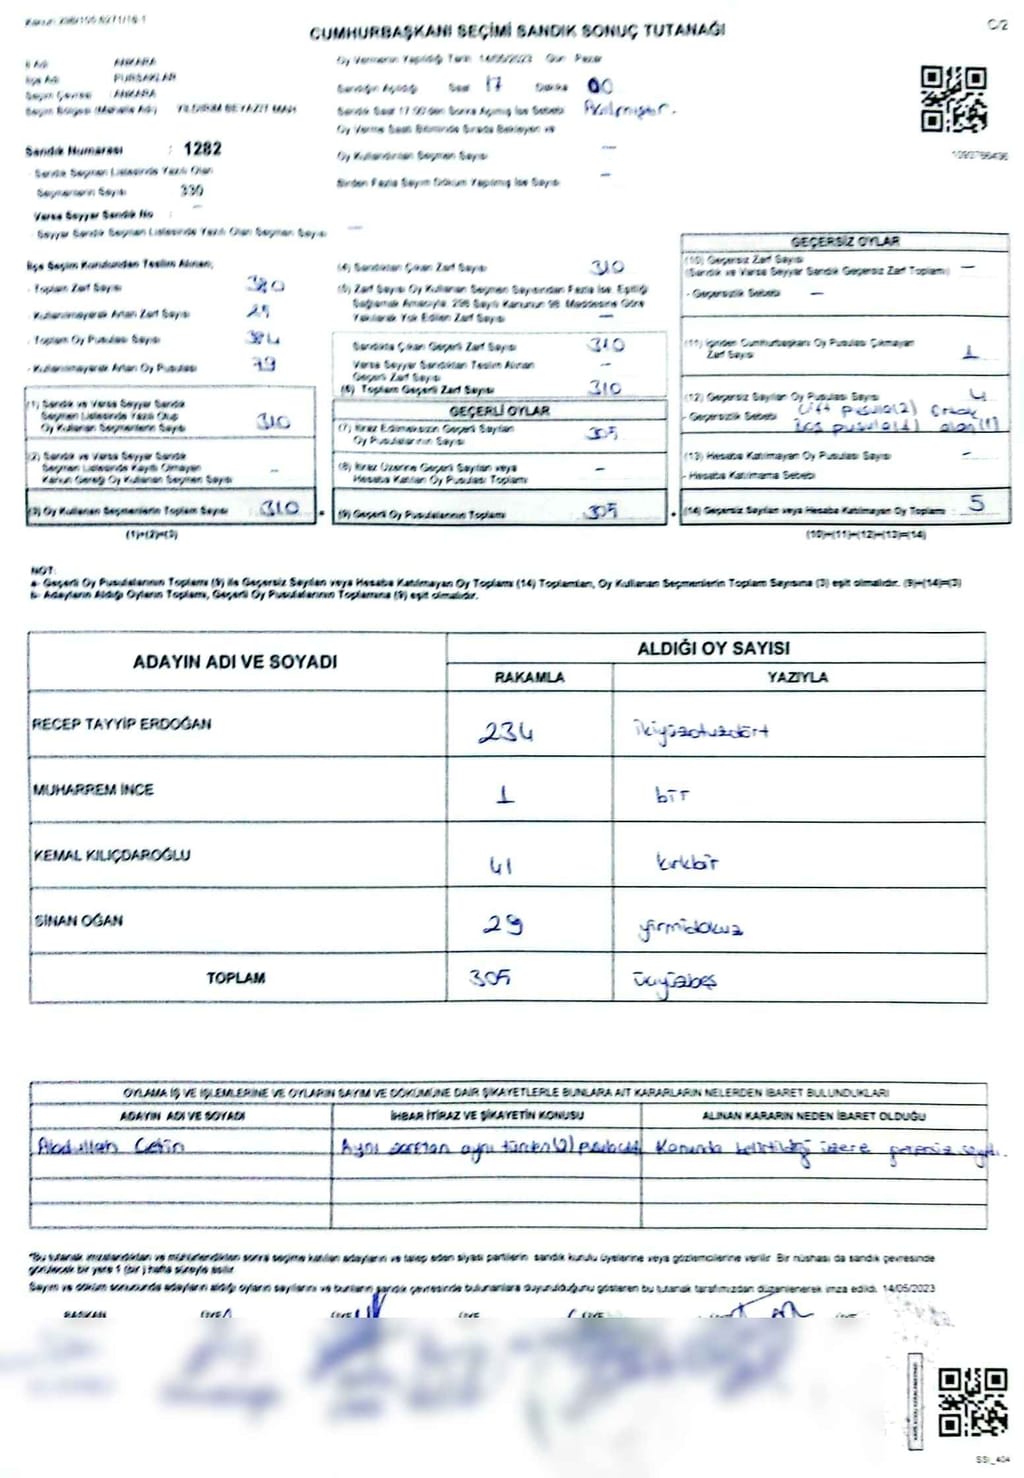 Kanun 298/100 6271/18-1
C/2
CUMHURBAŞKANI SEÇİMİ SANDIK SONUÇ TUTANAĞI
İl Adı ANKARA
İlçe Adı PURSAKLAR
Seçim Çevresi : ANKARA
Seçim Bölgesi (Mahalle Adı) YILDIRIM BEYAZIT MAH.
Sandık Numarası : 1282
- Sandık Seçmen Listesinde Yazılı Olan
Seçmenlerin Sayısı 330
Varsa Seyyar Sandık No : -
- Seyyar Sandık Seçmen Listesinde Yazılı Olan Seçmen Sayısı -
Oy Vermenin Yapıldığı Tarih 14/05/2023 Gün Pazar
Sandığın Açıldığı Saat 17 Dakika 00
Sandık Saat 17.00'den Sonra Açılmış İse Sebebi Açılmıştır.
Oy Verme Saati Bitiminde Sırada Bekleyen ve
Oy Kullandırılan Seçmen Sayısı -
Birden Fazla Sayım Döküm Yapılmış İse Sayısı -
1090766436
İlçe Seçim Kurulundan Teslim Alınan;
- Toplam Zarf Sayısı 380
- Kullanılmayarak Artan Zarf Sayısı
- Toplam Oy Pusulası Sayısı 384
- Kullanılmayarak Artan Oy Pusulası
(1) Sandık ve Varsa Seyyar Sandık
Seçmen Listesinde Yazılı Olup
Oy Kullanan Seçmenlerin Sayısı 310
(2) Sandık ve Varsa Seyyar Sandık
Seçmen Listesinde Kayıtlı Olmayan
Kanun Gereği Oy Kullanan Seçmen Sayısı -
(3) Oy Kullanan Seçmenlerin Toplam Sayısı 310
(1)+(2)=(3)
(4) Sandıktan Çıkan Zarf Sayısı 310
(5) Zarf Sayısı Oy Kullanan Seçmen Sayısından Fazla İse, Eşitliği
Sağlamak Amacıyla, 298 Sayılı Kanunun 98. Maddesine Göre
Yakılarak Yok Edilen Zarf Sayısı -
Sandıkta Çıkan Geçerli Zarf Sayısı 310
Varsa Seyyar Sandıktan Teslim Alınan
Geçerli Zarf Sayısı -
(6) Toplam Geçerli Zarf Sayısı 310
GEÇERLİ OYLAR
(7) İtiraz Edilmeksizin Geçerli Sayılan
Oy Pusulalarının Sayısı 305
(8) İtiraz Üzerine Geçerli Sayılan veya
Hesaba Katılan Oy Pusulası Toplamı -
(9) Geçerli Oy Pusulalarının Toplamı 305
GEÇERSİZ OYLAR
(10) Geçersiz Zarf Sayısı
(Sandık ve Varsa Seyyar Sandık Geçersiz Zarf Toplamı) -
- Geçersizlik Sebebi -
(11) İçinden Cumhurbaşkanı Oy Pusulası Çıkmayan
Zarf Sayısı 1
(12) Geçersiz Sayılan Oy Pusulası Sayısı 4
- Geçersizlik Sebebi Çift pusula(2) Ortak
boş pusula(1) alan(1)
(13) Hesaba Katılmayan Oy Pusulası Sayısı -
- Hesaba Katılmama Sebebi
(14) Geçersiz Sayılan veya Hesaba Katılmayan Oy Toplamı 5
(10)+(11)+(12)+(13)=(14)
NOT:
a- Geçerli Oy Pusulalarının Toplamı (9) ile Geçersiz Sayılan veya Hesaba Katılmayan Oy Toplamı (14) Toplamları, Oy Kullanan Seçmenlerin Toplam Sayısına (3) eşit olmalıdır. (9)+(14)=(3)
b- Adayların Aldığı Oyların Toplamı, Geçerli Oy Pusulalarının Toplamına (9) eşit olmalıdır.
ADAYIN ADI VE SOYADI ALDIĞI OY SAYISI
RAKAMLA YAZIYLA
RECEP TAYYİP ERDOĞAN 234 ikiyüzotuzdört
MUHARREM İNCE 1 bir
KEMAL KILIÇDAROĞLU 41 kırkbir
SİNAN OĞAN 29 yirmidokuz
TOPLAM 305 üçyüzbeş
OYLAMA İŞ VE İŞLEMLERİNE VE OYLARIN SAYIM VE DÖKÜMÜNE DAİR ŞİKAYETLERLE BUNLARA AİT KARARLARIN NELERDEN İBARET BULUNDUKLARI
ADAYIN ADI VE SOYADI İHBAR İTİRAZ VE ŞİKAYETİN KONUSU ALINAN KARARIN NEDEN İBARET OLDUĞU
Abdullah Çetin Aynı zarftan aynı türden (2) pusula Kanunda belirtildiği üzere geçersiz sayıldı.
*Bu tutanak imzalandıktan ve mühürlendikten sonra seçime katılan adayların ve talep eden siyasi partilerin sandık kurulu üyelerine veya gözlemcilerine verilir. Bir nüshası da sandık çevresinde
görülecek bir yere 1 (bir) hafta süreyle asılır.
Sayım ve döküm sonucunda adayların aldığı oyların sayılarını ve bunların sandık çevresinde bulunanlara duyurulduğunu gösteren bu tutanak tarafımızdan düzenlenerek imza edildi. 14/05/2023
BAŞKAN ÜYE ÜYE ÜYE ÜYE ÜYE
SSI_404